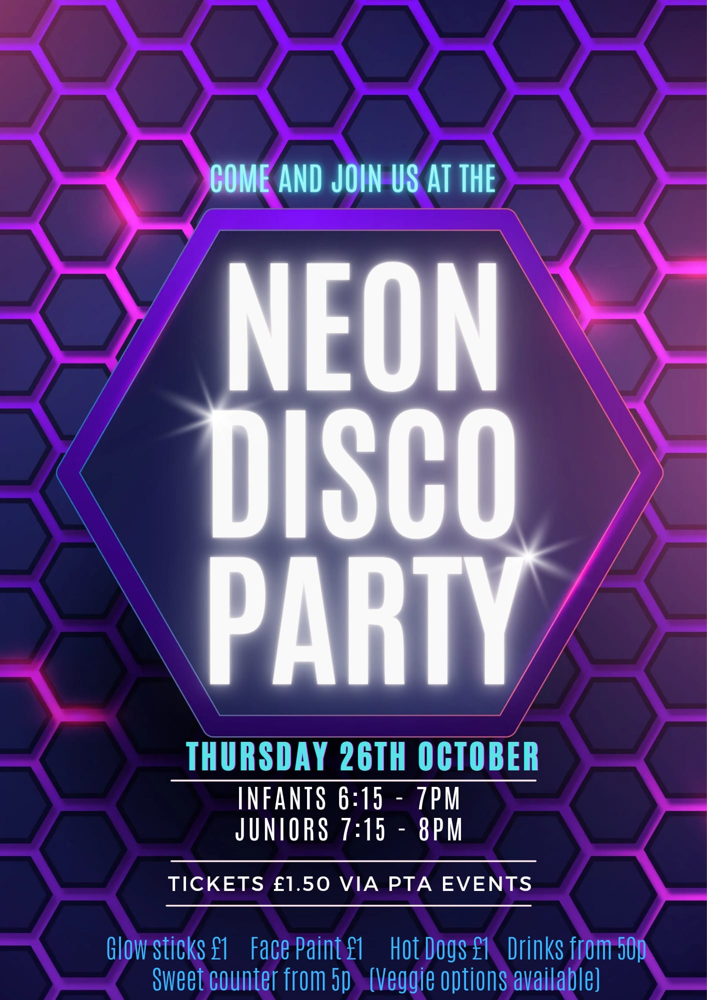 COME AND JOIN US AT THE
NEON
DISCO
PARTY
THURSDAY 26TH OCTOBER
INFANTS 6:15 - 7PM
JUNIORS 7:15 - 8PM
TICKETS £1.50 VIA PTA EVENTS
Glow sticks £1 Face Paint £1 Hot Dogs £1 Drinks from 50p
Sweet counter from 5p (Veggie options available)